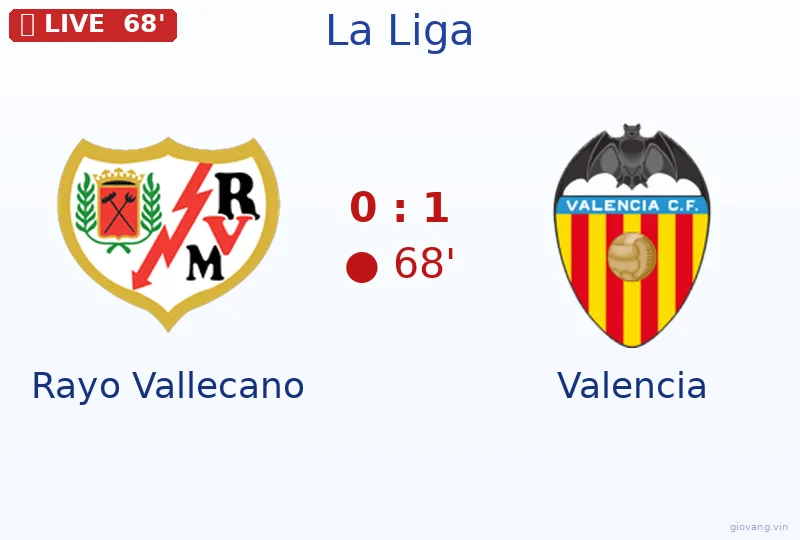 LIVE 68'
La Liga
R
V
M
VALENCIA C.F.
0 : 1
68'
Rayo Vallecano
Valencia
giovang.vin